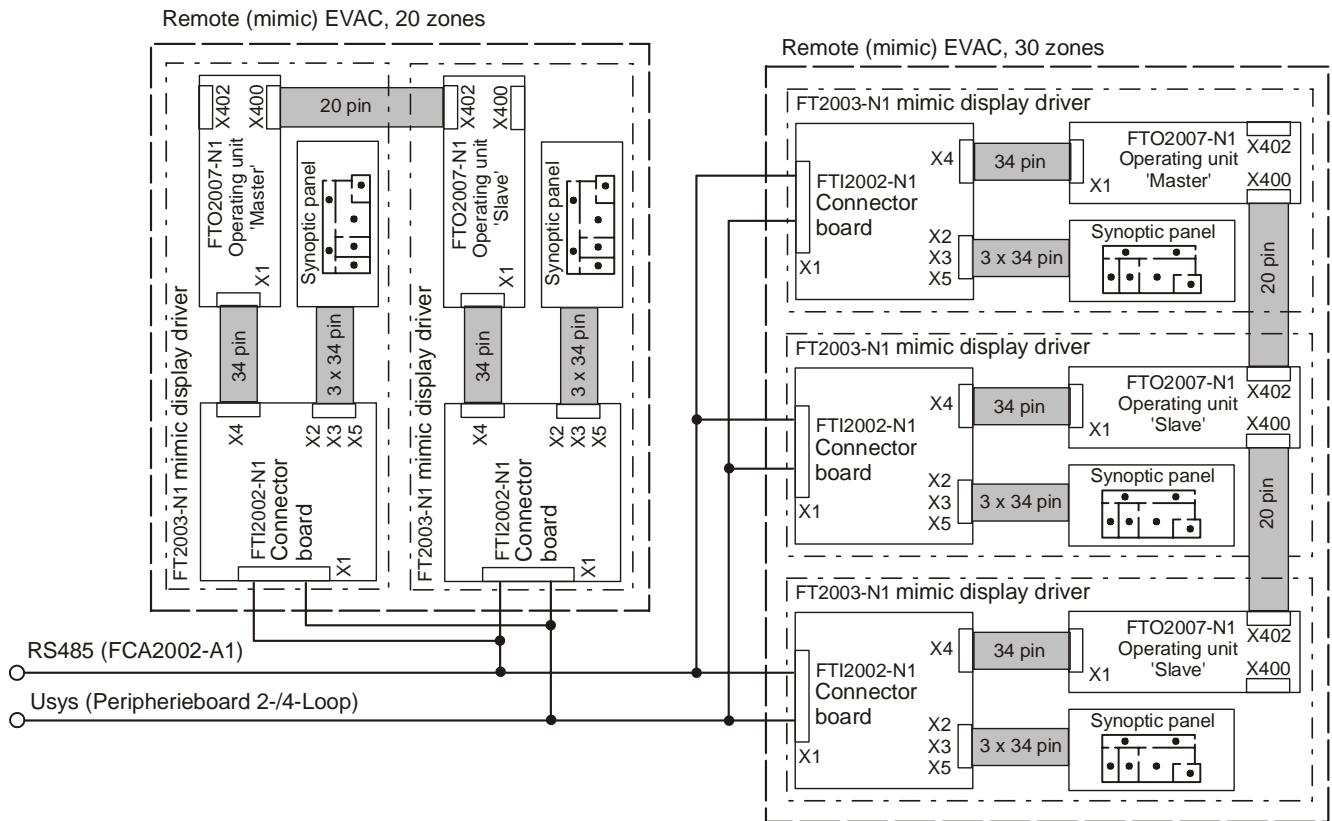 Remote (mimic) EVAC, 20 zones
FT2003-N1 mimic display driver
X402
X400
FTO2007-N1
Operating unit
'Master'
X1
Synoptic panel
34 pin
3 x 34 pin
X4
X2
X3
X5
FTI2002-N1
Connector
board
X1
20 pin
FT2003-N1 mimic display driver
X402
X400
FTO2007-N1
Operating unit
'Slave'
X1
Synoptic panel
34 pin
3 x 34 pin
X4
X2
X3
X5
FTI2002-N1
Connector
board
X1
RS485 (FCA2002-A1)
Usys (Peripherieboard 2-/4-Loop)
Remote (mimic) EVAC, 30 zones
FT2003-N1 mimic display driver
FTI2002-N1
Connector
board
X1
X4
34 pin
X1
FTO2007-N1
Operating unit
'Master'
X402
X400
X2
X3
X5
3 x 34 pin
Synoptic panel
20 pin
FT2003-N1 mimic display driver
FTI2002-N1
Connector
board
X1
X4
34 pin
X1
FTO2007-N1
Operating unit
'Slave'
X402
X400
X2
X3
X5
3 x 34 pin
Synoptic panel
20 pin
FT2003-N1 mimic display driver
FTI2002-N1
Connector
board
X1
X4
34 pin
X1
FTO2007-N1
Operating unit
'Slave'
X402
X400
X2
X3
X5
3 x 34 pin
Synoptic panel